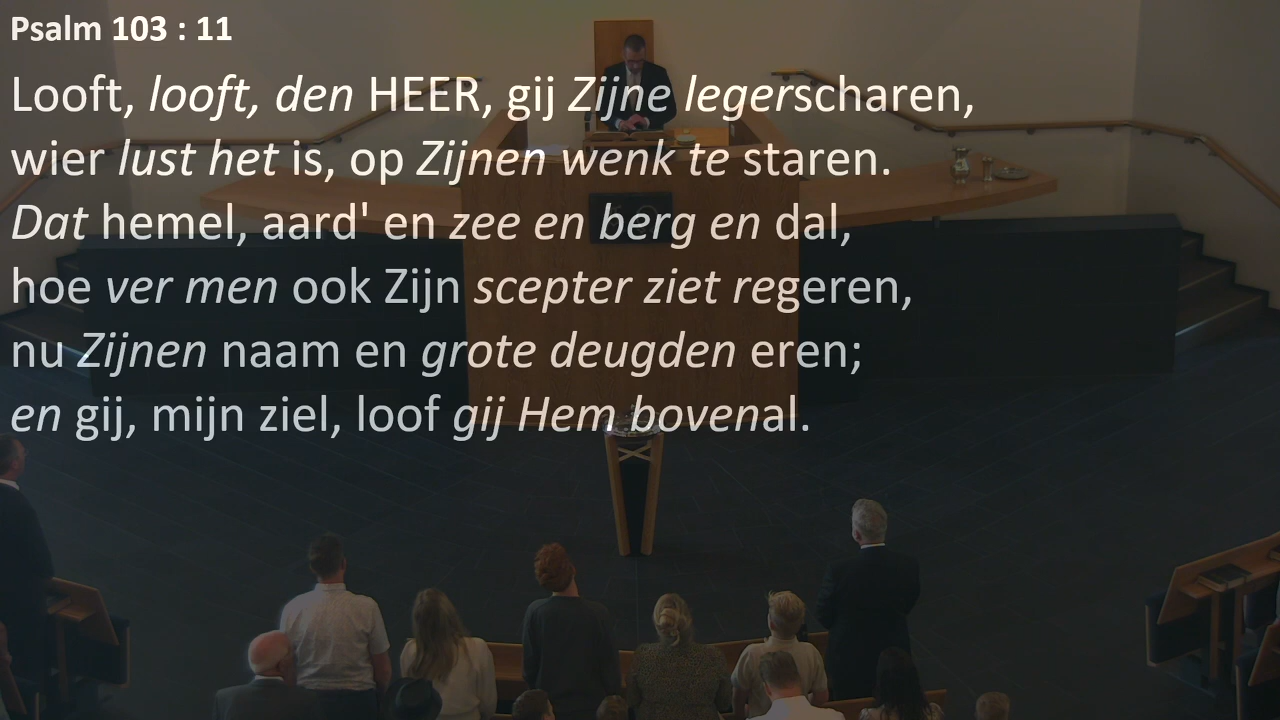 Psalm 103 : 11
Looft, looft, den HEER, gij Zijne legerscharen,
wier lust het is, op Zijnen wenk te staren.
Dat hemel, aard' en zee en berg en dal,
hoe ver men ook Zijn scepter ziet regeren,
nu Zijnen naam en grote deugden eren;
en gij, mijn ziel, loof gij Hem bovenal.